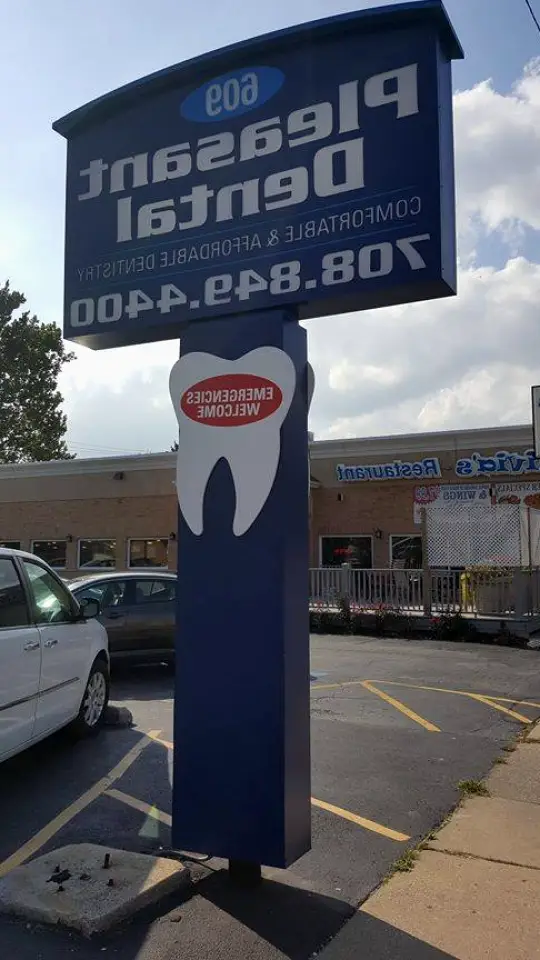 609
Pleasant
Dental
COMFORTABLE & AFFORDABLE DENTISTRY
708.849.4400
EMERGENCIES
WELCOME
Restaurant
& WINGS